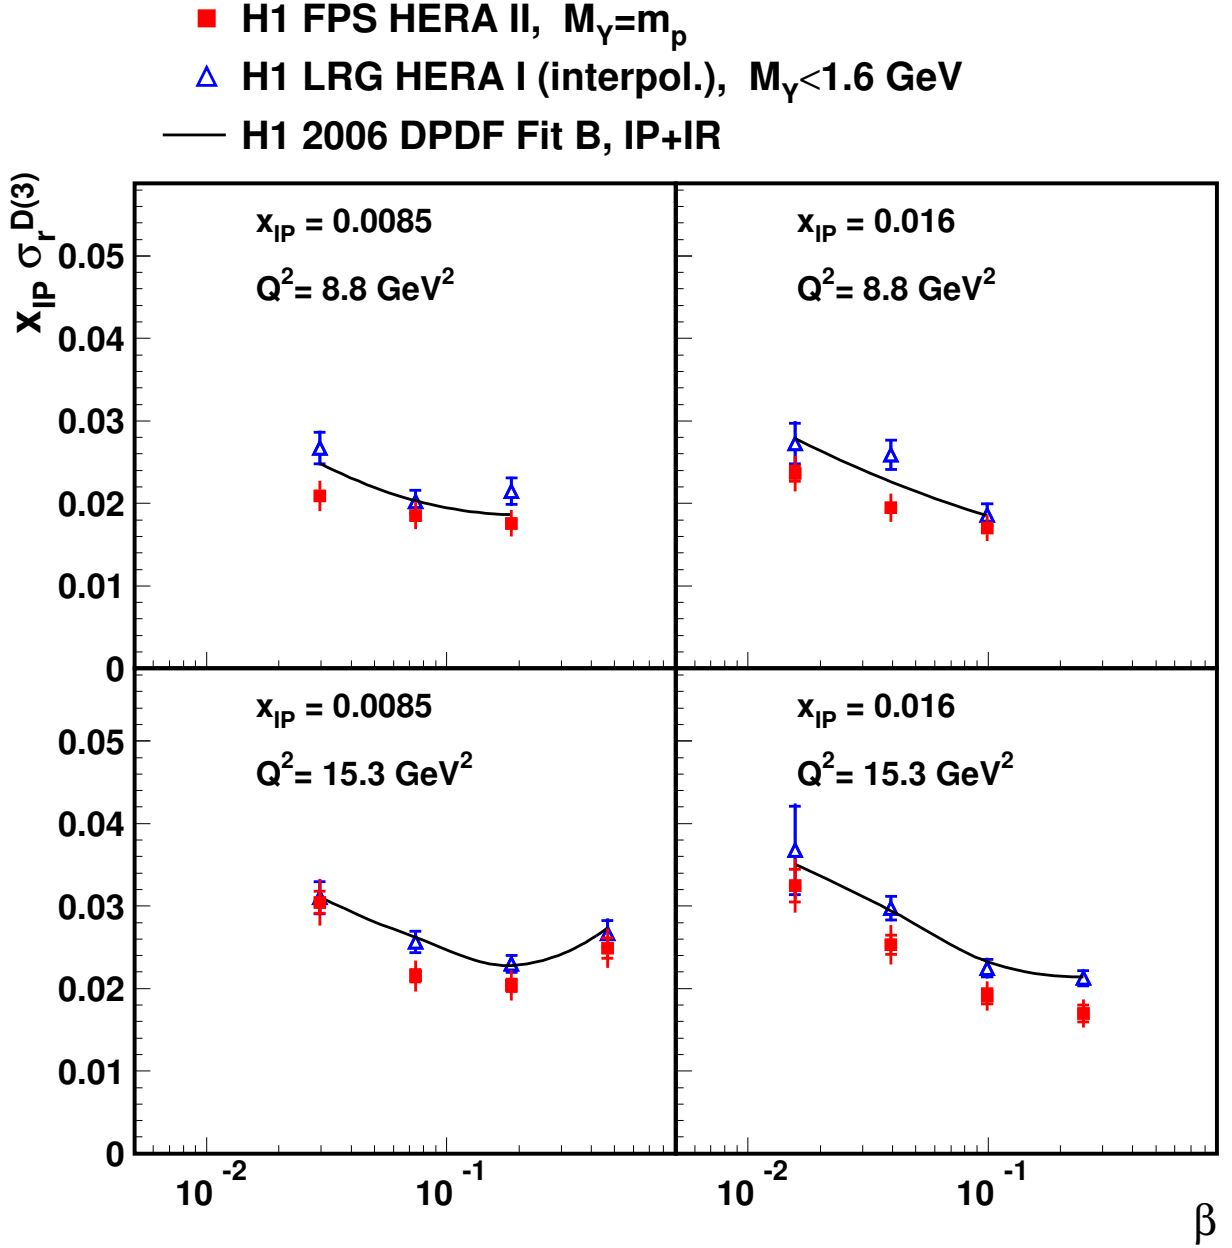 H1 FPS HERA II, M_Y=m_p
H1 LRG HERA I (interpol.), M_Y<1.6 GeV
H1 2006 DPDF Fit B, IP+IR
x_IP σ_r^D(3)
x_IP = 0.0085
Q^2= 8.8 GeV^2
x_IP = 0.016
Q^2= 8.8 GeV^2
0.05
0.04
0.03
0.02
0.01
0
x_IP = 0.0085
Q^2= 15.3 GeV^2
x_IP = 0.016
Q^2= 15.3 GeV^2
0.05
0.04
0.03
0.02
0.01
0
10^-2 10^-1 10^-2 10^-1
β